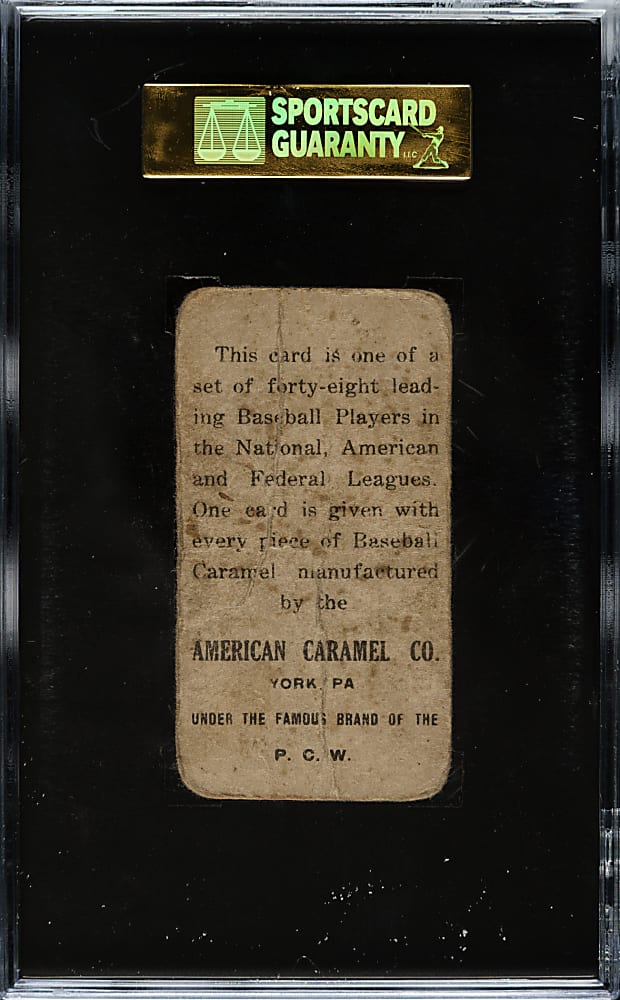 SPORTSCARD
GUARANTY LLC
This card is one of a
set of forty-eight lead-
ing Baseball Players in
the National, American
and Federal Leagues.
One card is given with
every piece of Baseball
Caramel manufactured
by the
AMERICAN CARAMEL CO.
YORK, PA
UNDER THE FAMOUS BRAND OF THE
P. C. W.